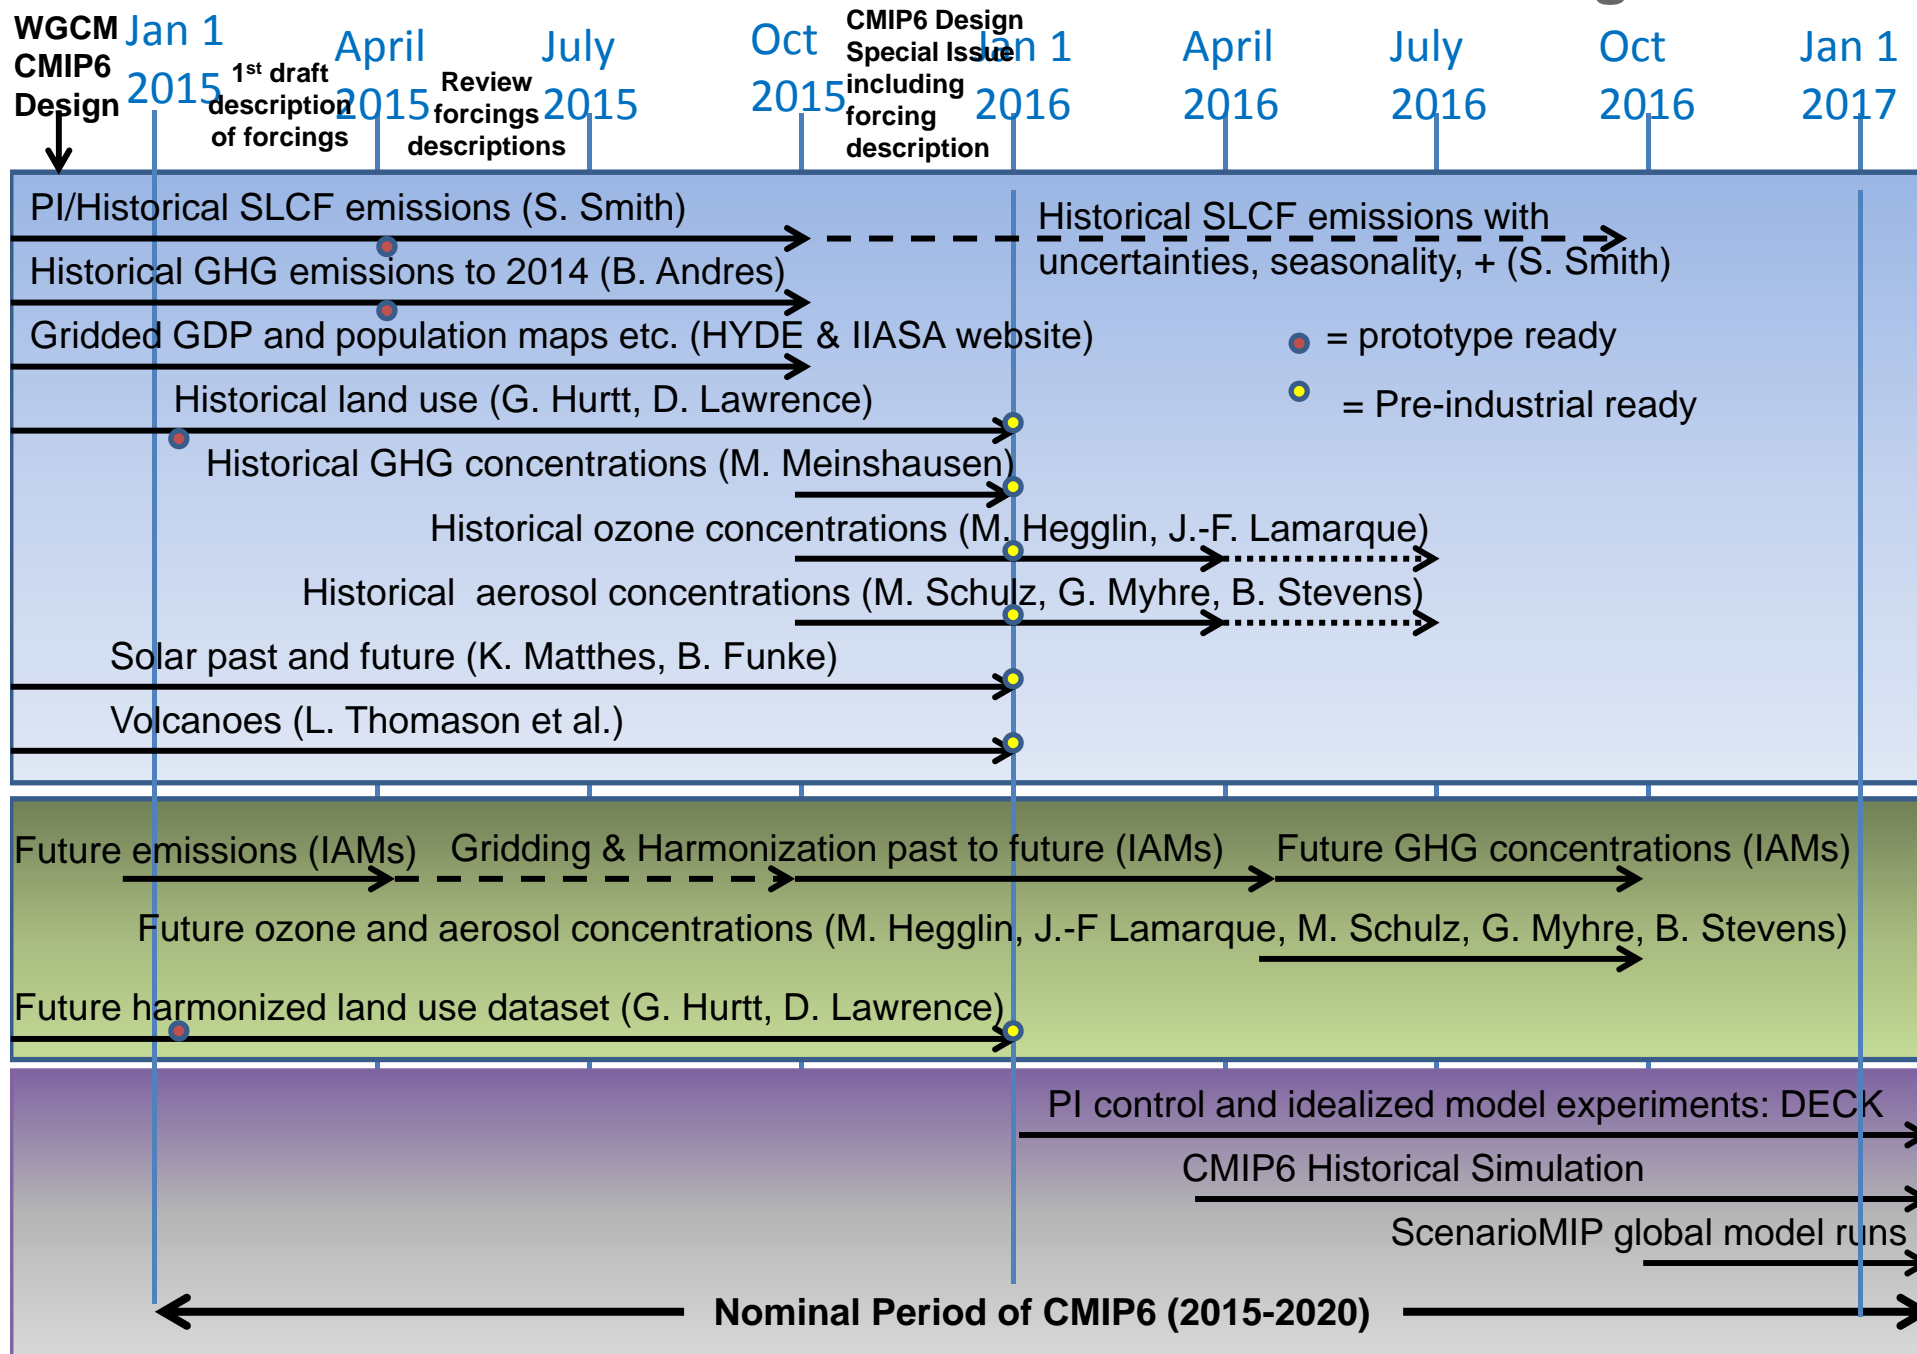 WGCM
CMIP6
Design
Jan 1
2015
1st draft
description
of forcings
April
2015
Review
forcings
descriptions
July
2015
Oct
2015
CMIP6 Design
Special Issue
including
forcing
description
Jan 1
2016
April
2016
July
2016
Oct
2016
Jan 1
2017
PI/Historical SLCF emissions (S. Smith)
Historical SLCF emissions with
uncertainties, seasonality, + (S. Smith)
Historical GHG emissions to 2014 (B. Andres)
Gridded GDP and population maps etc. (HYDE & IIASA website)
= prototype ready
Historical land use (G. Hurtt, D. Lawrence)
= Pre-industrial ready
Historical GHG concentrations (M. Meinshausen)
Historical ozone concentrations (M. Hegglin, J.-F. Lamarque)
Historical aerosol concentrations (M. Schulz, G. Myhre, B. Stevens)
Solar past and future (K. Matthes, B. Funke)
Volcanoes (L. Thomason et al.)
Future emissions (IAMs)
Gridding & Harmonization past to future (IAMs)
Future GHG concentrations (IAMs)
Future ozone and aerosol concentrations (M. Hegglin, J.-F Lamarque, M. Schulz, G. Myhre, B. Stevens)
Future harmonized land use dataset (G. Hurtt, D. Lawrence)
PI control and idealized model experiments: DECK
CMIP6 Historical Simulation
ScenarioMIP global model runs
Nominal Period of CMIP6 (2015-2020)